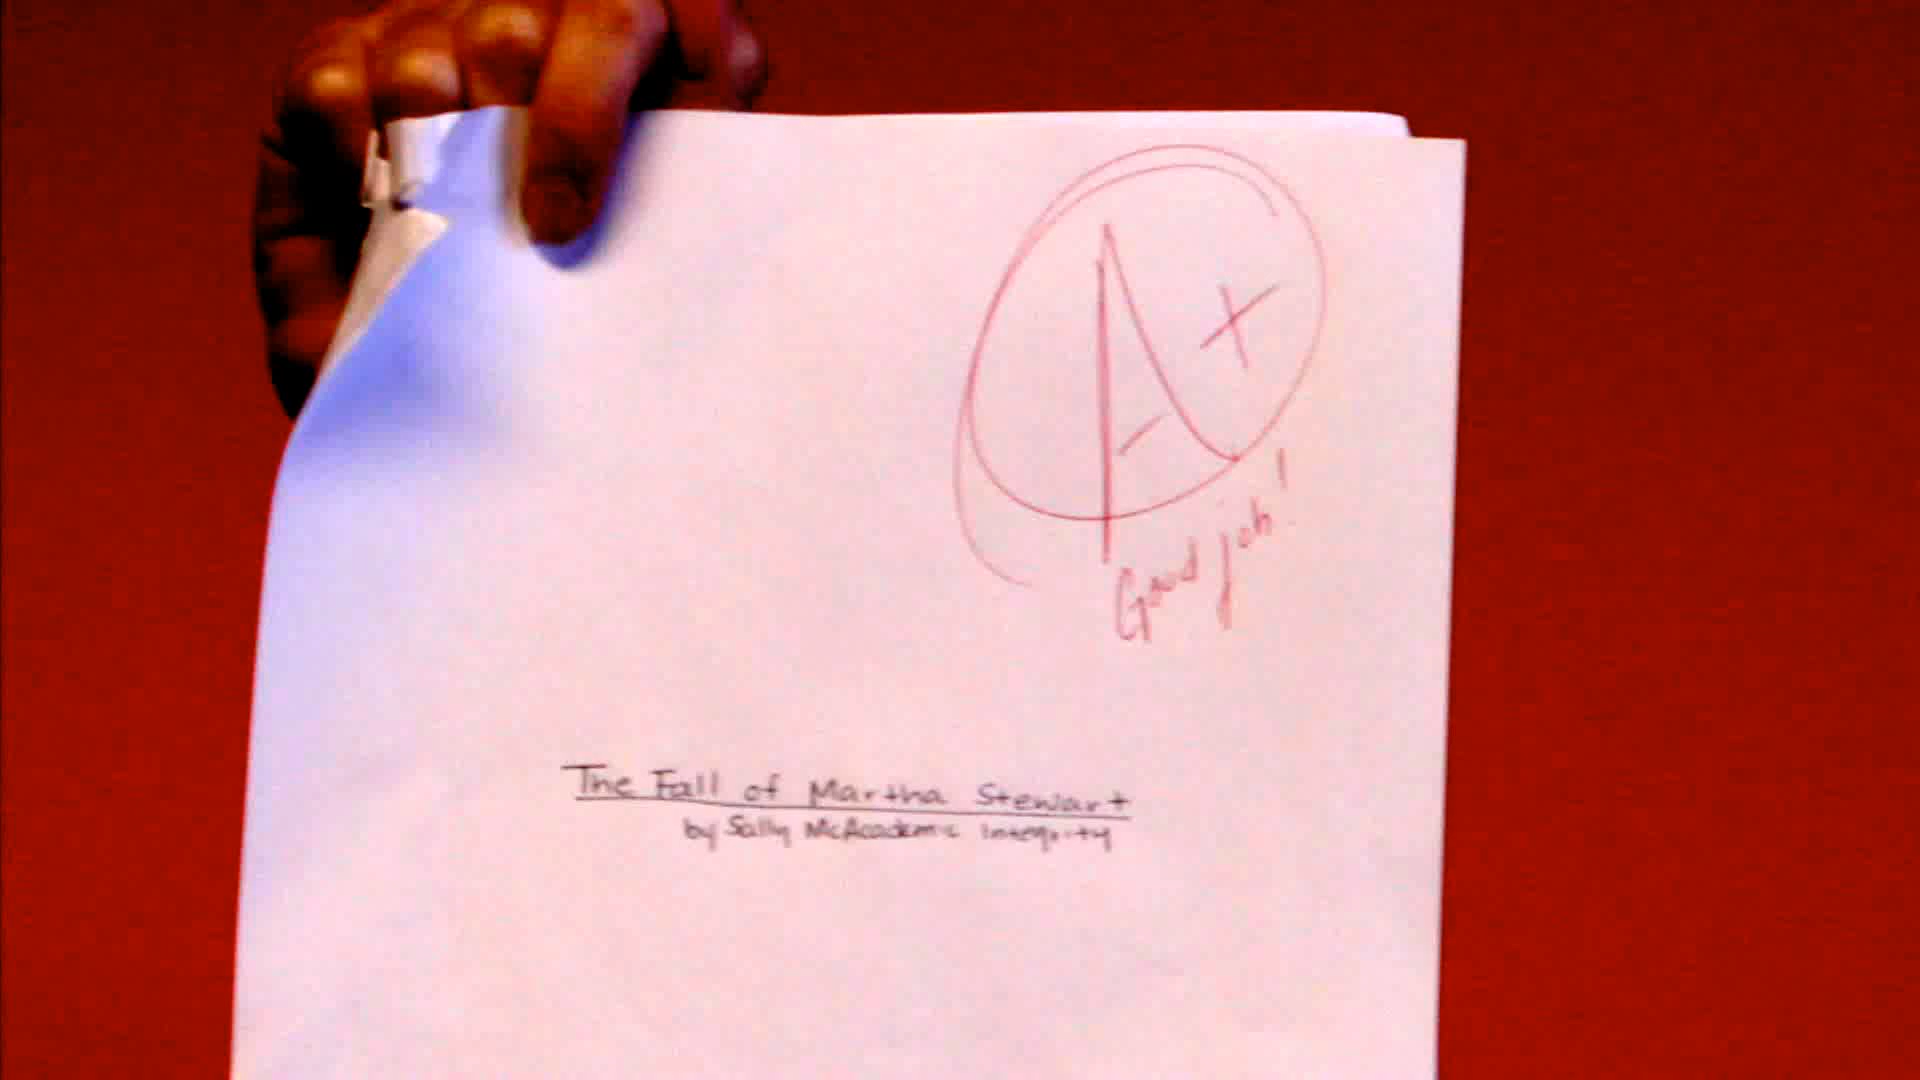 A+
Good job!
The Fall of Martha Stewart
by Sally McAcademic Integrity